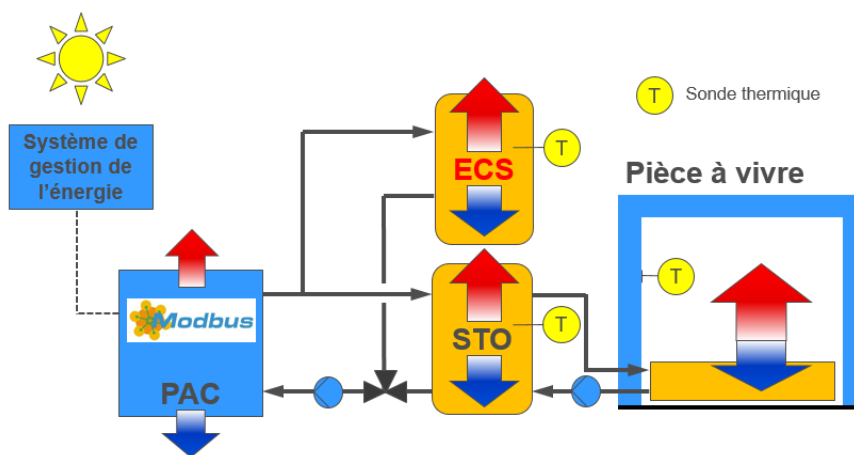 T
Sonde thermique
Système de
gestion de
l'énergie
T
ECS
Pièce à vivre
T
Modbus
STO
T
PAC